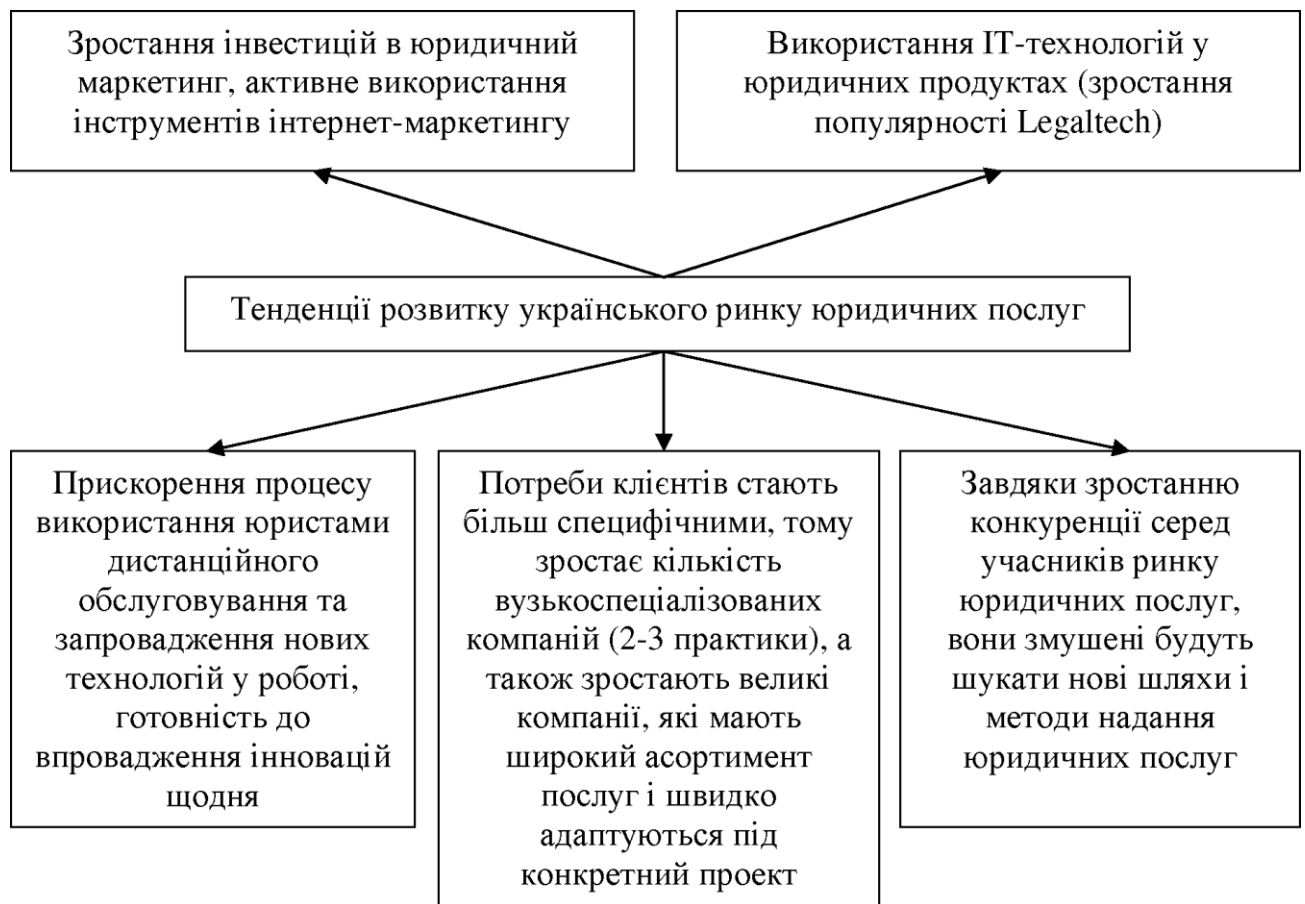 Зростання інвестицій в юридичний
маркетинг, активне використання
інструментів інтернет-маркетингу
Використання ІТ-технологій у
юридичних продуктах (зростання
популярності Legaltech)
Тенденції розвитку українського ринку юридичних послуг
Прискорення процесу
використання юристами
дистанційного
обслуговування та
запровадження нових
технологій у роботі,
готовність до
впровадження інновацій
щодня
Потреби клієнтів стають
більш специфічними, тому
зростає кількість
вузькоспеціалізованих
компаній (2-3 практики), а
також зростають великі
компанії, які мають
широкий асортимент
послуг і швидко
адаптуються під
конкретний проект
Завдяки зростанню
конкуренції серед
учасників ринку
юридичних послуг,
вони змушені будуть
шукати нові шляхи і
методи надання
юридичних послуг